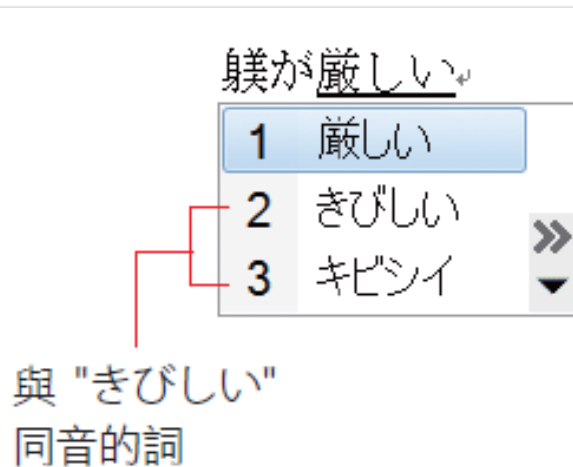 躾が厳しい↵
1 厳しい
2 きびしい
3 キビシイ
與 "きびしい"
同音的詞